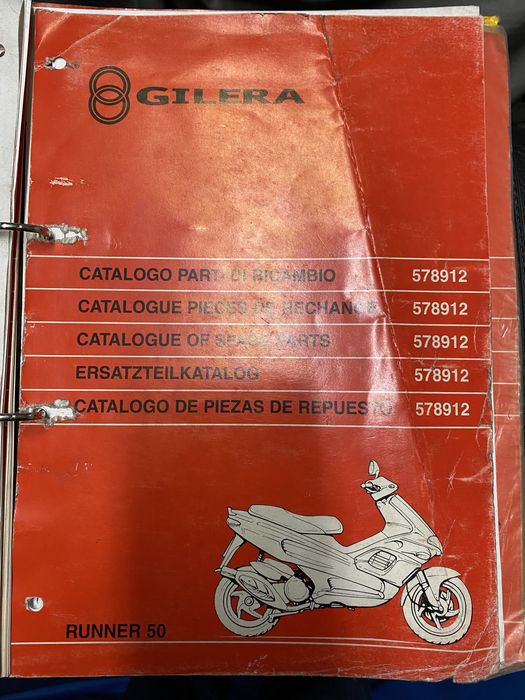 GILERA
CATALOGO PARTI DI RICAMBIO 578912
CATALOGUE PIECES DE RECHANGE 578912
CATALOGUE OF SPARE PARTS 578912
ERSATZTEILKATALOG 578912
CATALOGO DE PIEZAS DE REPUESTO 578912
RUNNER 50